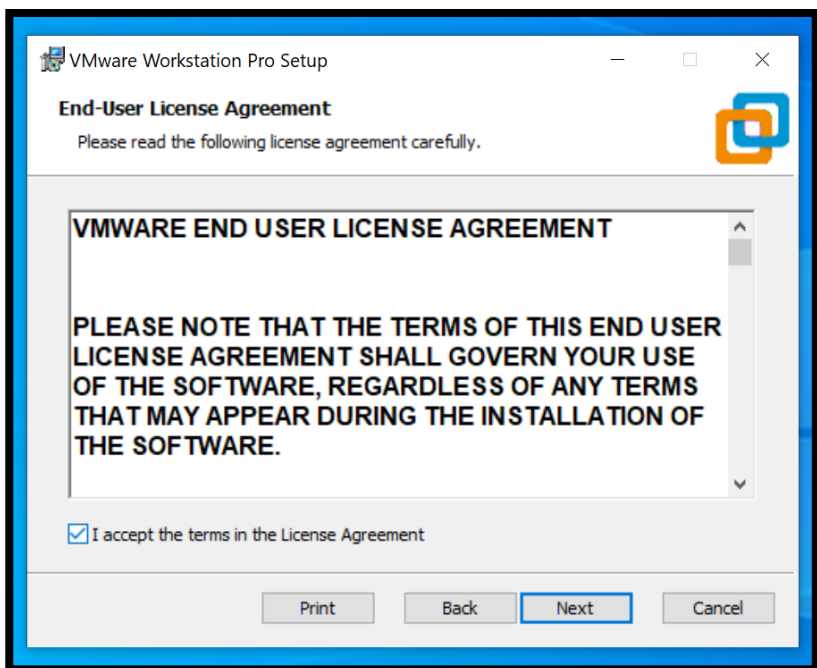 VMware Workstation Pro Setup
End-User License Agreement
Please read the following license agreement carefully.
VMWARE END USER LICENSE AGREEMENT
PLEASE NOTE THAT THE TERMS OF THIS END USER
LICENSE AGREEMENT SHALL GOVERN YOUR USE
OF THE SOFTWARE, REGARDLESS OF ANY TERMS
THAT MAY APPEAR DURING THE INSTALLATION OF
THE SOFTWARE.
I accept the terms in the License Agreement
Print Back Next Cancel